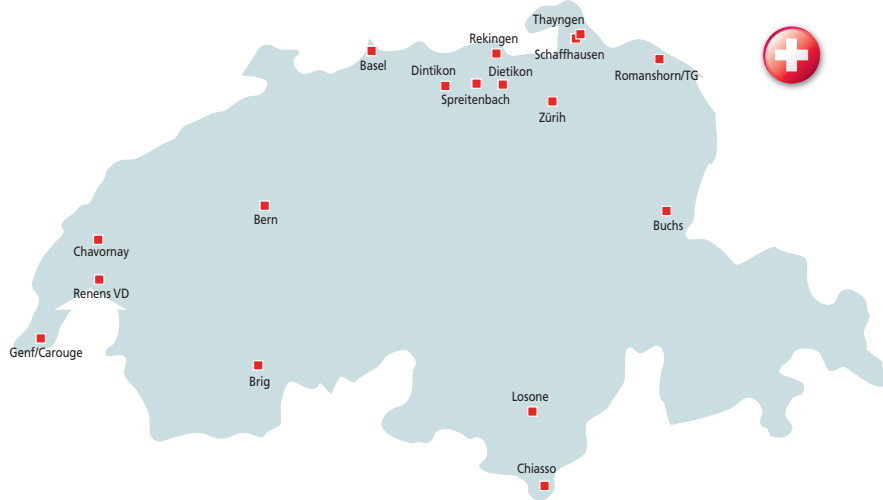 Thayngen
Rekingen
Schaffhausen
Basel
Dintikon
Dietikon
Romanshorn/TG
Spreitenbach
Zürih
Bern
Buchs
Chavornay
Renens VD
Genf/Carouge
Brig
Losone
Chiasso